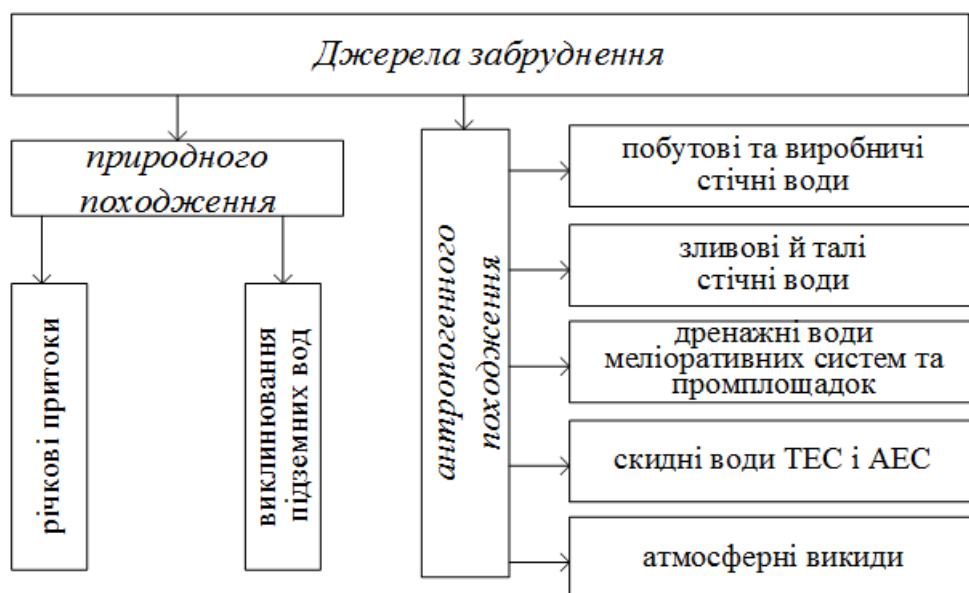 Джерела забруднення
природного
походження
річкові притоки
виклинювання
підземних вод
антропогенного
походження
побутові та виробничі
стічні води
зливові й талі
стічні води
дренажні води
меліоративних систем та
промплощадок
скидні води ТЕС і АЕС
атмосферні викиди